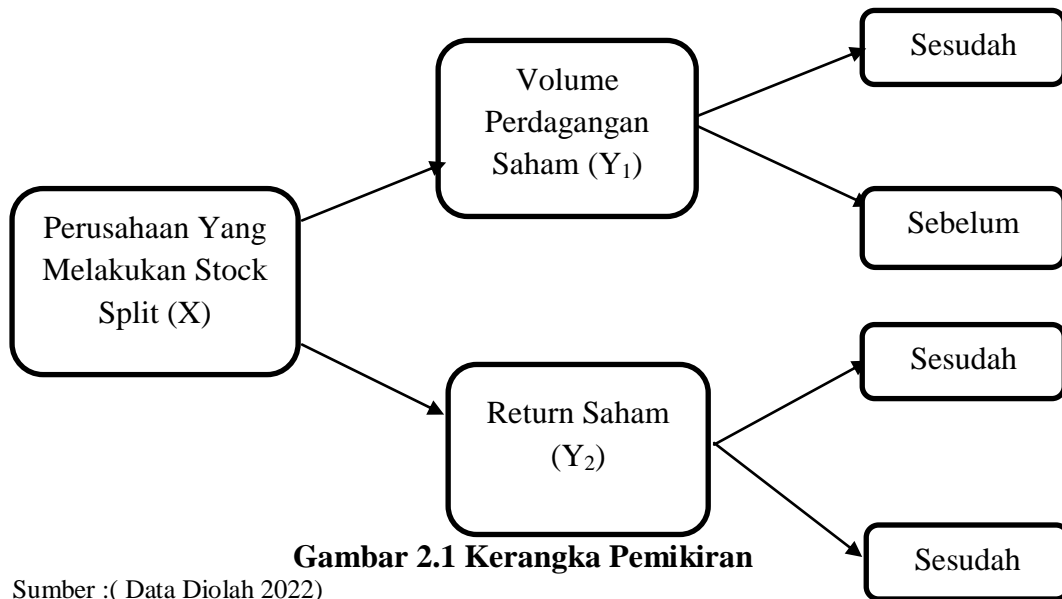 Perusahaan Yang
Melakukan Stock
Split (X)
Volume
Perdagangan
Saham (Y₁)
Sesudah
Sebelum
Return Saham
(Y₂)
Sesudah
Sesudah
Gambar 2.1 Kerangka Pemikiran
Sumber :( Data Diolah 2022)